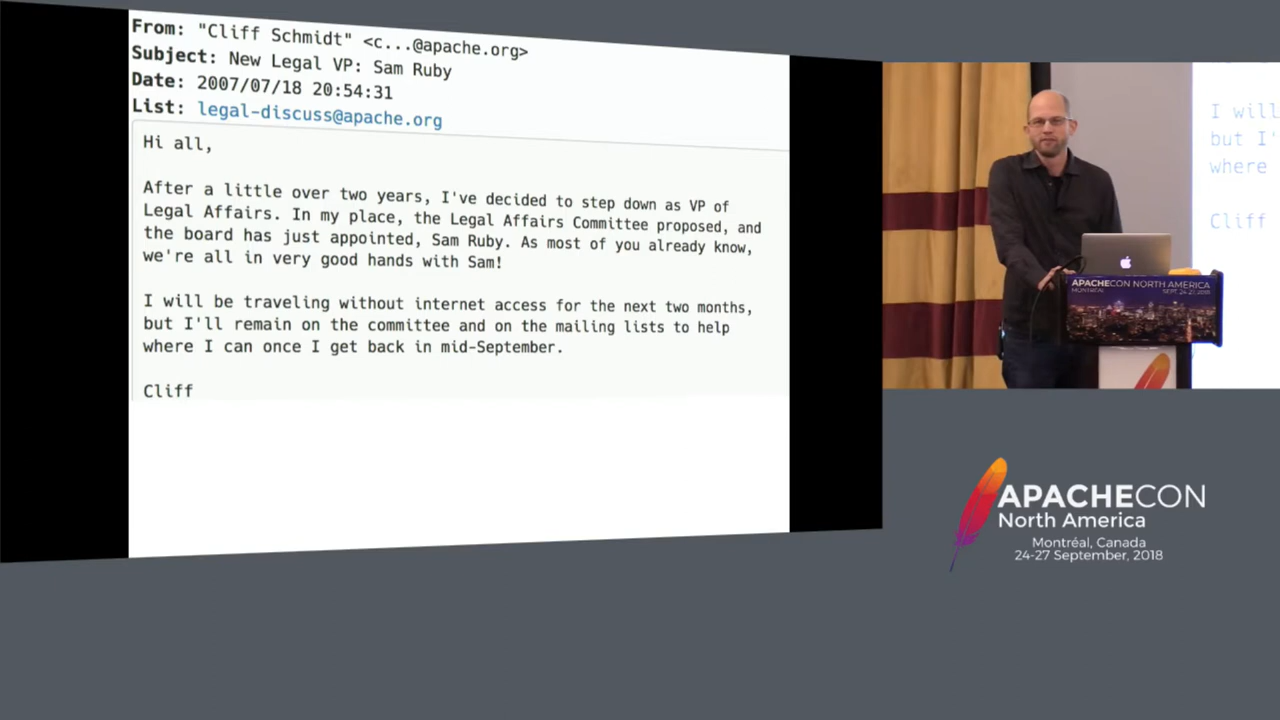 From: "Cliff Schmidt" <c...@apache.org>
Subject: New Legal VP: Sam Ruby
Date: 2007/07/18 20:54:31
List: legal-discuss@apache.org
Hi all,
After a little over two years, I've decided to step down as VP of
Legal Affairs. In my place, the Legal Affairs Committee proposed, and
the board has just appointed, Sam Ruby. As most of you already know,
we're all in very good hands with Sam!
I will be traveling without internet access for the next two months,
but I'll remain on the committee and on the mailing lists to help
where I can once I get back in mid-September.
Cliff
I will
but I'
where
Cliff
APACHECON NORTH AMERICA
MONTRÉAL SEPT. 24-27, 2018
APACHECON
North America
Montréal, Canada
24-27 September, 2018